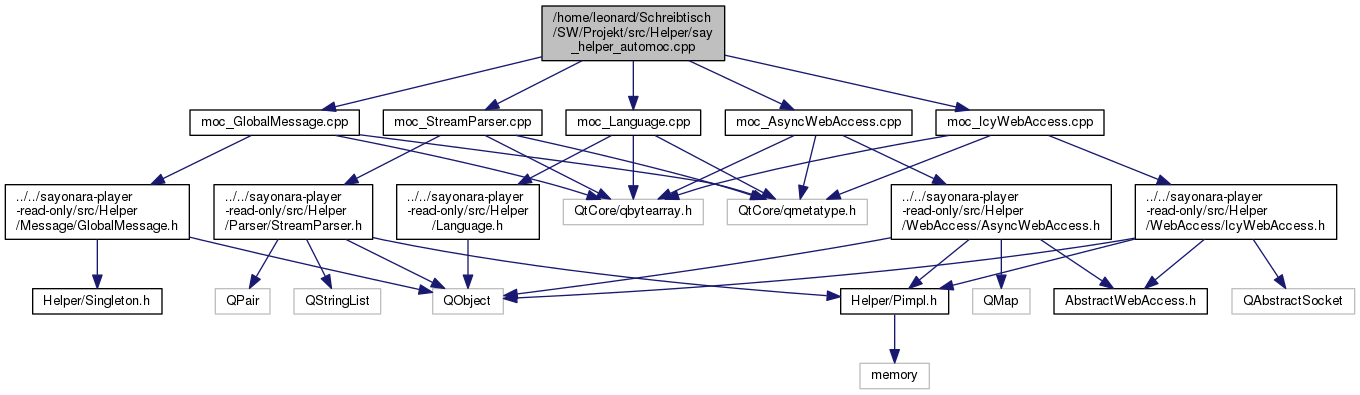 /home/leonard/Schreibtisch
/SW/Projekt/src/Helper/say
_helper_automoc.cpp
moc_GlobalMessage.cpp
moc_StreamParser.cpp
moc_Language.cpp
moc_AsyncWebAccess.cpp
moc_IcyWebAccess.cpp
../../sayonara-player
-read-only/src/Helper
/Message/GlobalMessage.h
../../sayonara-player
-read-only/src/Helper
/Parser/StreamParser.h
../../sayonara-player
-read-only/src/Helper
/Language.h
QtCore/qbytearray.h
QtCore/qmetatype.h
../../sayonara-player
-read-only/src/Helper
/WebAccess/AsyncWebAccess.h
../../sayonara-player
-read-only/src/Helper
/WebAccess/IcyWebAccess.h
Helper/Singleton.h
QPair
QStringList
QObject
Helper/Pimpl.h
QMap
AbstractWebAccess.h
QAbstractSocket
memory